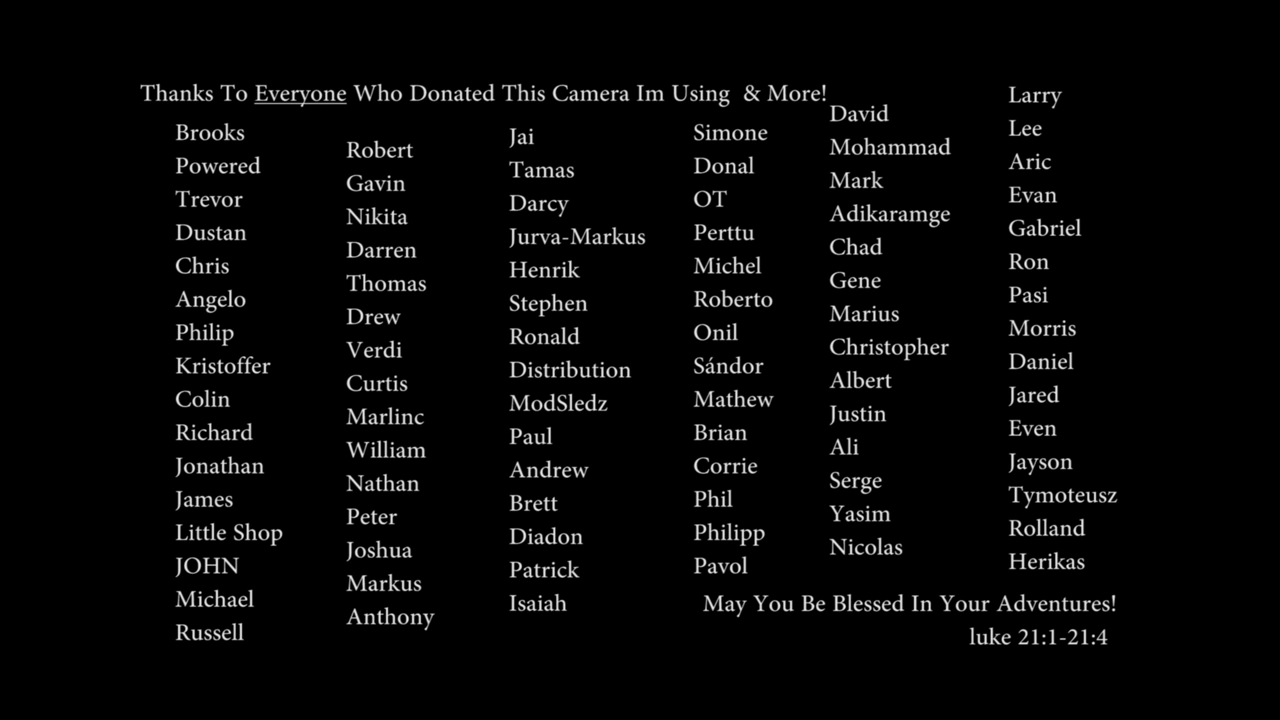 Thanks To Everyone Who Donated This Camera Im Using & More!
Brooks
Powered
Trevor
Dustan
Chris
Angelo
Philip
Kristoffer
Colin
Richard
Jonathan
James
Little Shop
JOHN
Michael
Russell
Robert
Gavin
Nikita
Darren
Thomas
Drew
Verdi
Curtis
Marlinc
William
Nathan
Peter
Joshua
Markus
Anthony
Jai
Tamas
Darcy
Jurva-Markus
Henrik
Stephen
Ronald
Distribution
ModSledz
Paul
Andrew
Brett
Diadon
Patrick
Isaiah
Simone
Donal
OT
Perttu
Michel
Roberto
Onil
Sándor
Mathew
Brian
Corrie
Phil
Philipp
Pavol
David
Mohammad
Mark
Adikaramge
Chad
Gene
Marius
Christopher
Albert
Justin
Ali
Serge
Yasim
Nicolas
Larry
Lee
Aric
Evan
Gabriel
Ron
Pasi
Morris
Daniel
Jared
Even
Jayson
Tymoteusz
Rolland
Herikas
May You Be Blessed In Your Adventures!
luke 21:1-21:4